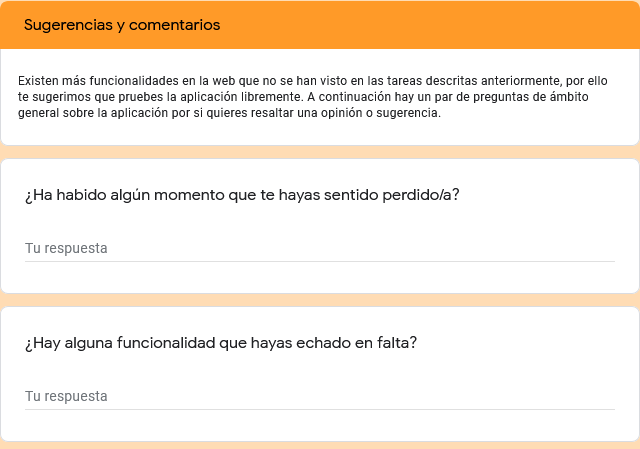 Sugerencias y comentarios
Existen más funcionalidades en la web que no se han visto en las tareas descritas anteriormente, por ello
te sugerimos que pruebes la aplicación libremente. A continuación hay un par de preguntas de ámbito
general sobre la aplicación por si quieres resaltar una opinión o sugerencia.
¿Ha habido algún momento que te hayas sentido perdido/a?
Tu respuesta
¿Hay alguna funcionalidad que hayas echado en falta?
Tu respuesta